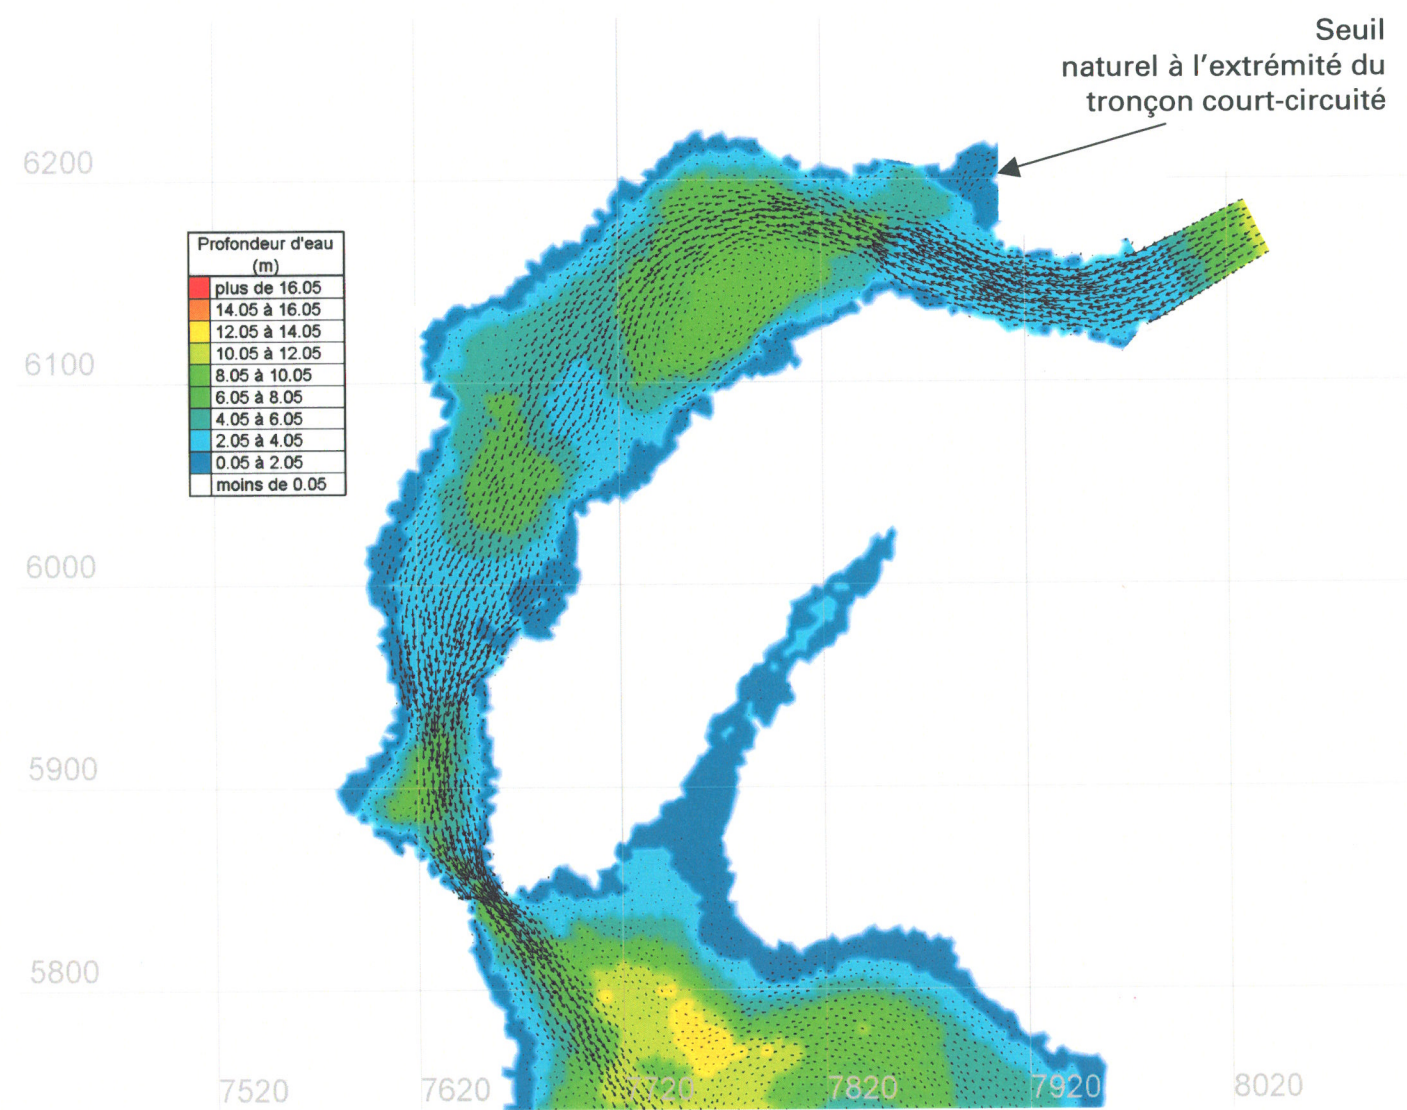 Seuil
naturel à l'extrémité du
tronçon court-circuité
6200
Profondeur d'eau
(m)
plus de 16.05
14.05 à 16.05
12.05 à 14.05
10.05 à 12.05
8.05 à 10.05
6.05 à 8.05
4.05 à 6.05
2.05 à 4.05
0.05 à 2.05
moins de 0.05
6100
6000
5900
5800
7520
7620
7720
7820
7920
8020